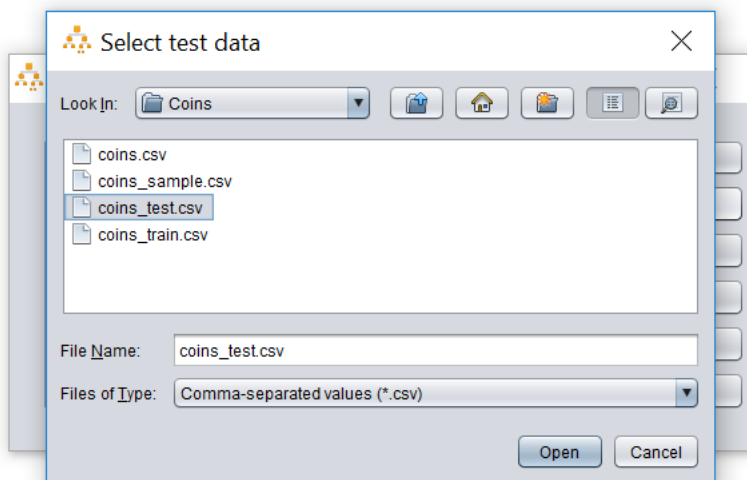 Select test data
Look In: Coins
coins.csv
coins_sample.csv
coins_test.csv
coins_train.csv
File Name: coins_test.csv
Files of Type: Comma-separated values (*.csv)
Open Cancel